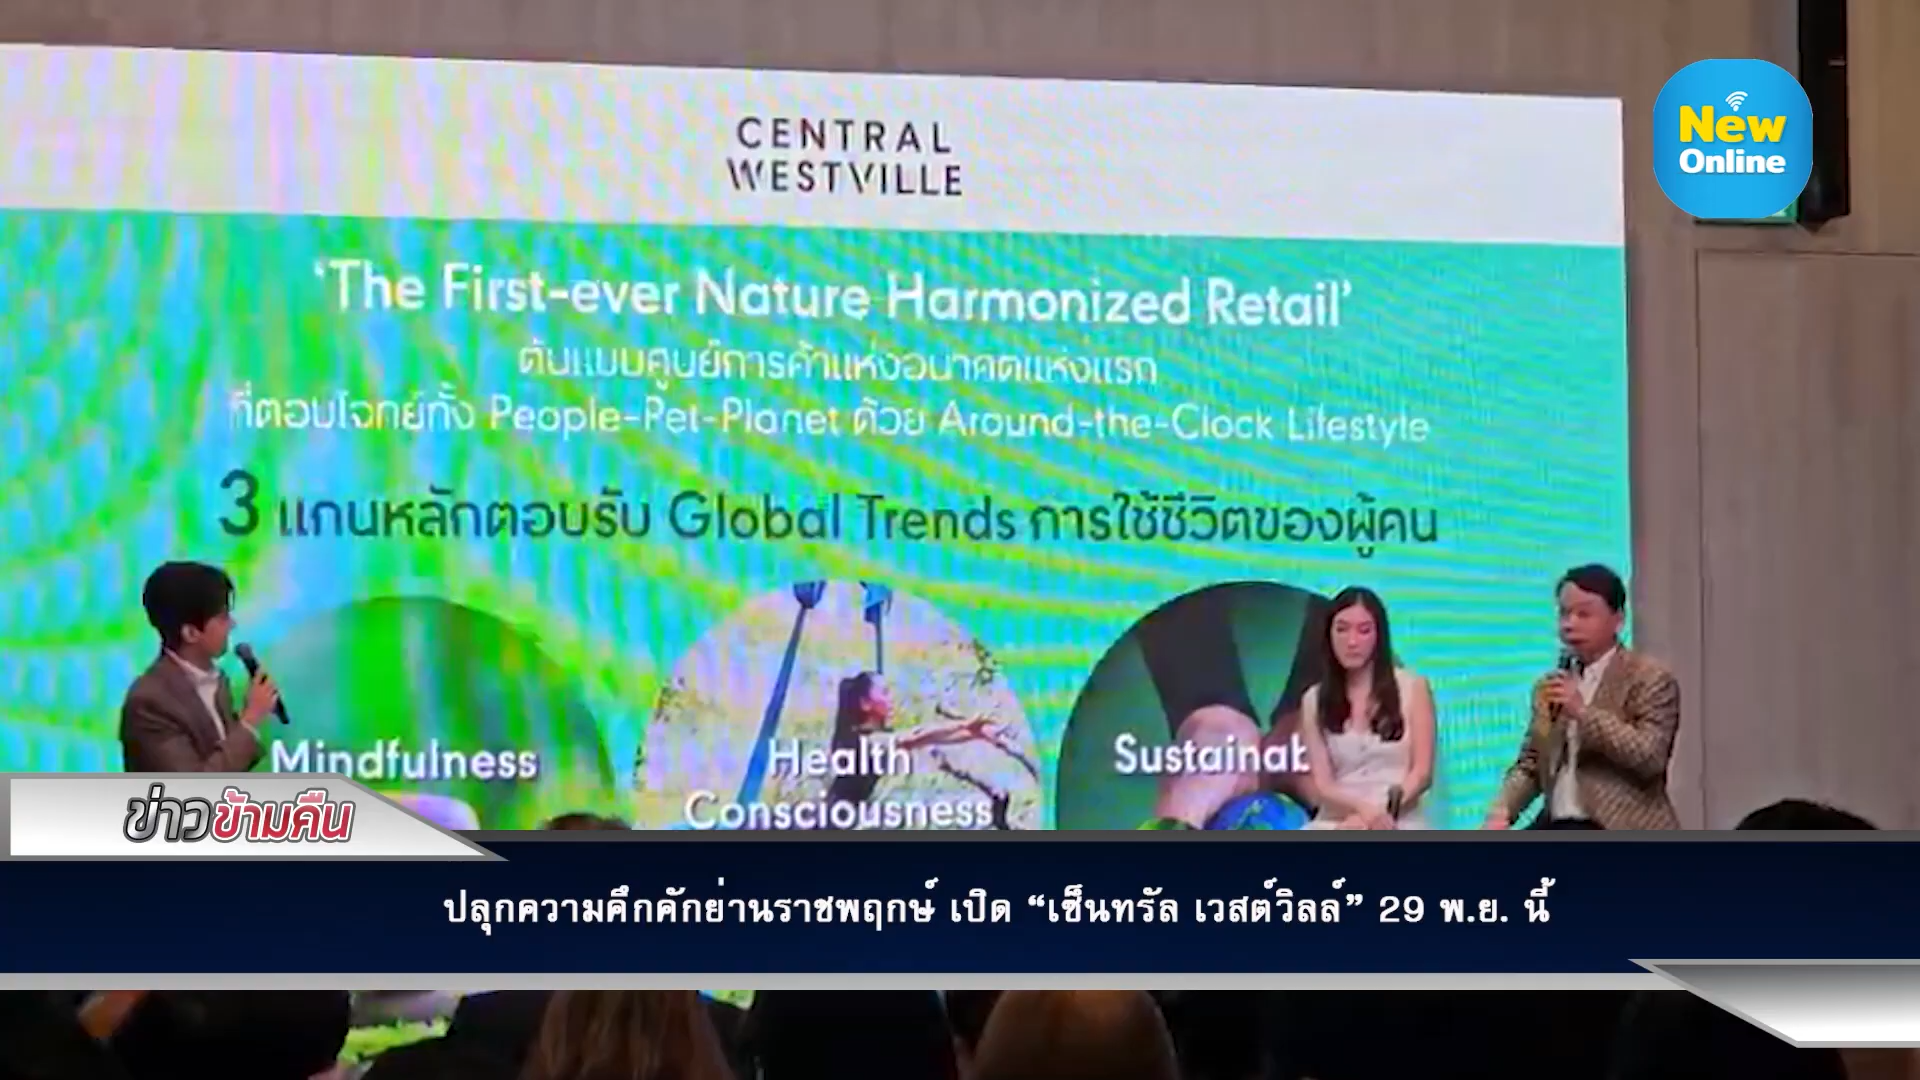 New
Online
CENTRAL
WESTVILLE
‘The First-ever Nature Harmonized Retail’
ต้นแบบศูนย์การค้าแห่งอนาคตแห่งแรก
ที่ตอบโจทย์ทั้ง People-Pet-Planet ด้วย Around-the-Clock Lifestyle
3 แกนหลักตอบรับ Global Trends การใช้ชีวิตของผู้คน
Mindfulness
Health
Consciousness
Sustainab
ข่าวข้ามคืน
ปลุกความคึกคักย่านราชพฤกษ์ เปิด “เซ็นทรัล เวสต์วิลล์” 29 พ.ย. นี้